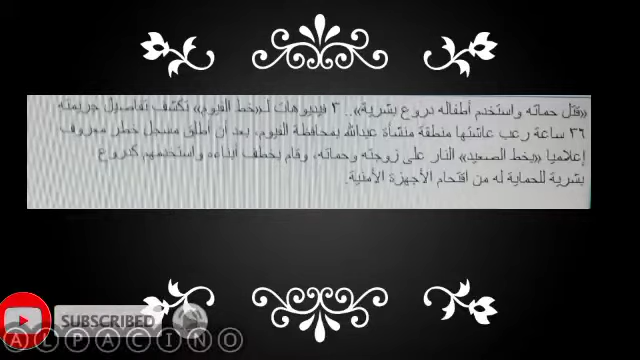 «قتل حماته واستخدم أطفاله دروع بشرية».. ٣ فيديوهات لـ«خط الفيوم» تكشف تفاصيل جريمته
٣٦ ساعة رعب عاشتها منطقة منشأة عبدالله بمحافظة الفيوم، بعد أن أطلق مسجل خطر معروف
إعلاميا «بخط الصعيد» النار على زوجته وحماته، وقام بخطف أبناءه واستخدمهم كدروع
بشرية للحماية له من اقتحام الأجهزة الأمنية.
SUBSCRIBED
ALPACINO